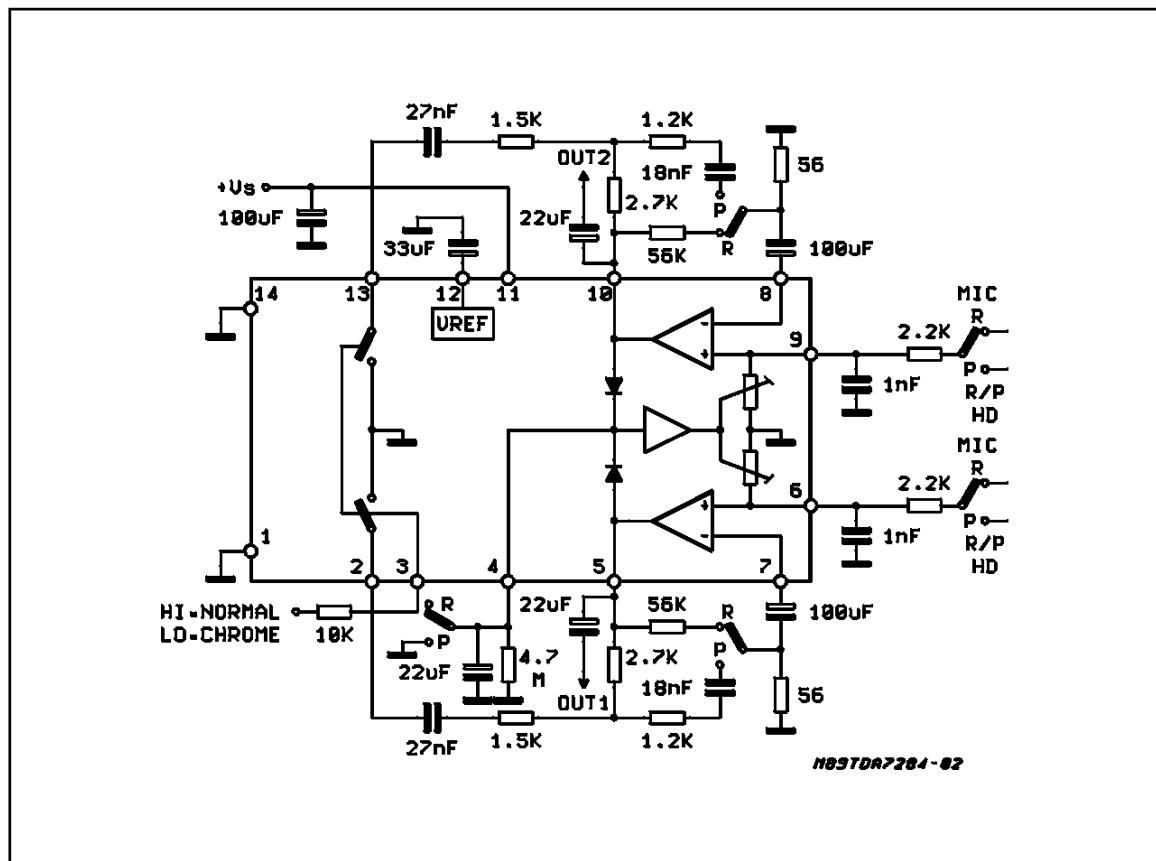 27nF
1.5K
1.2K
OUT2
18nF
56
+Vs
P
2.7K
100uF
22uF
33uF
56K
R
100uF
14
13
12
11
10
8
MIC
VREF
R
-
9
2.2K
+
P
1nF
R/P
HD
MIC
R
2.2K
6
+
P
1
1nF
R/P
-
HD
2
3
4
5
7
HI=NORMAL
R
22uF
56K
R
100uF
LO=CHROME
10K
P
P
22uF
4.7
M
2.7K
OUT1
18nF
56
27nF
1.5K
1.2K
M89TDA7284-02